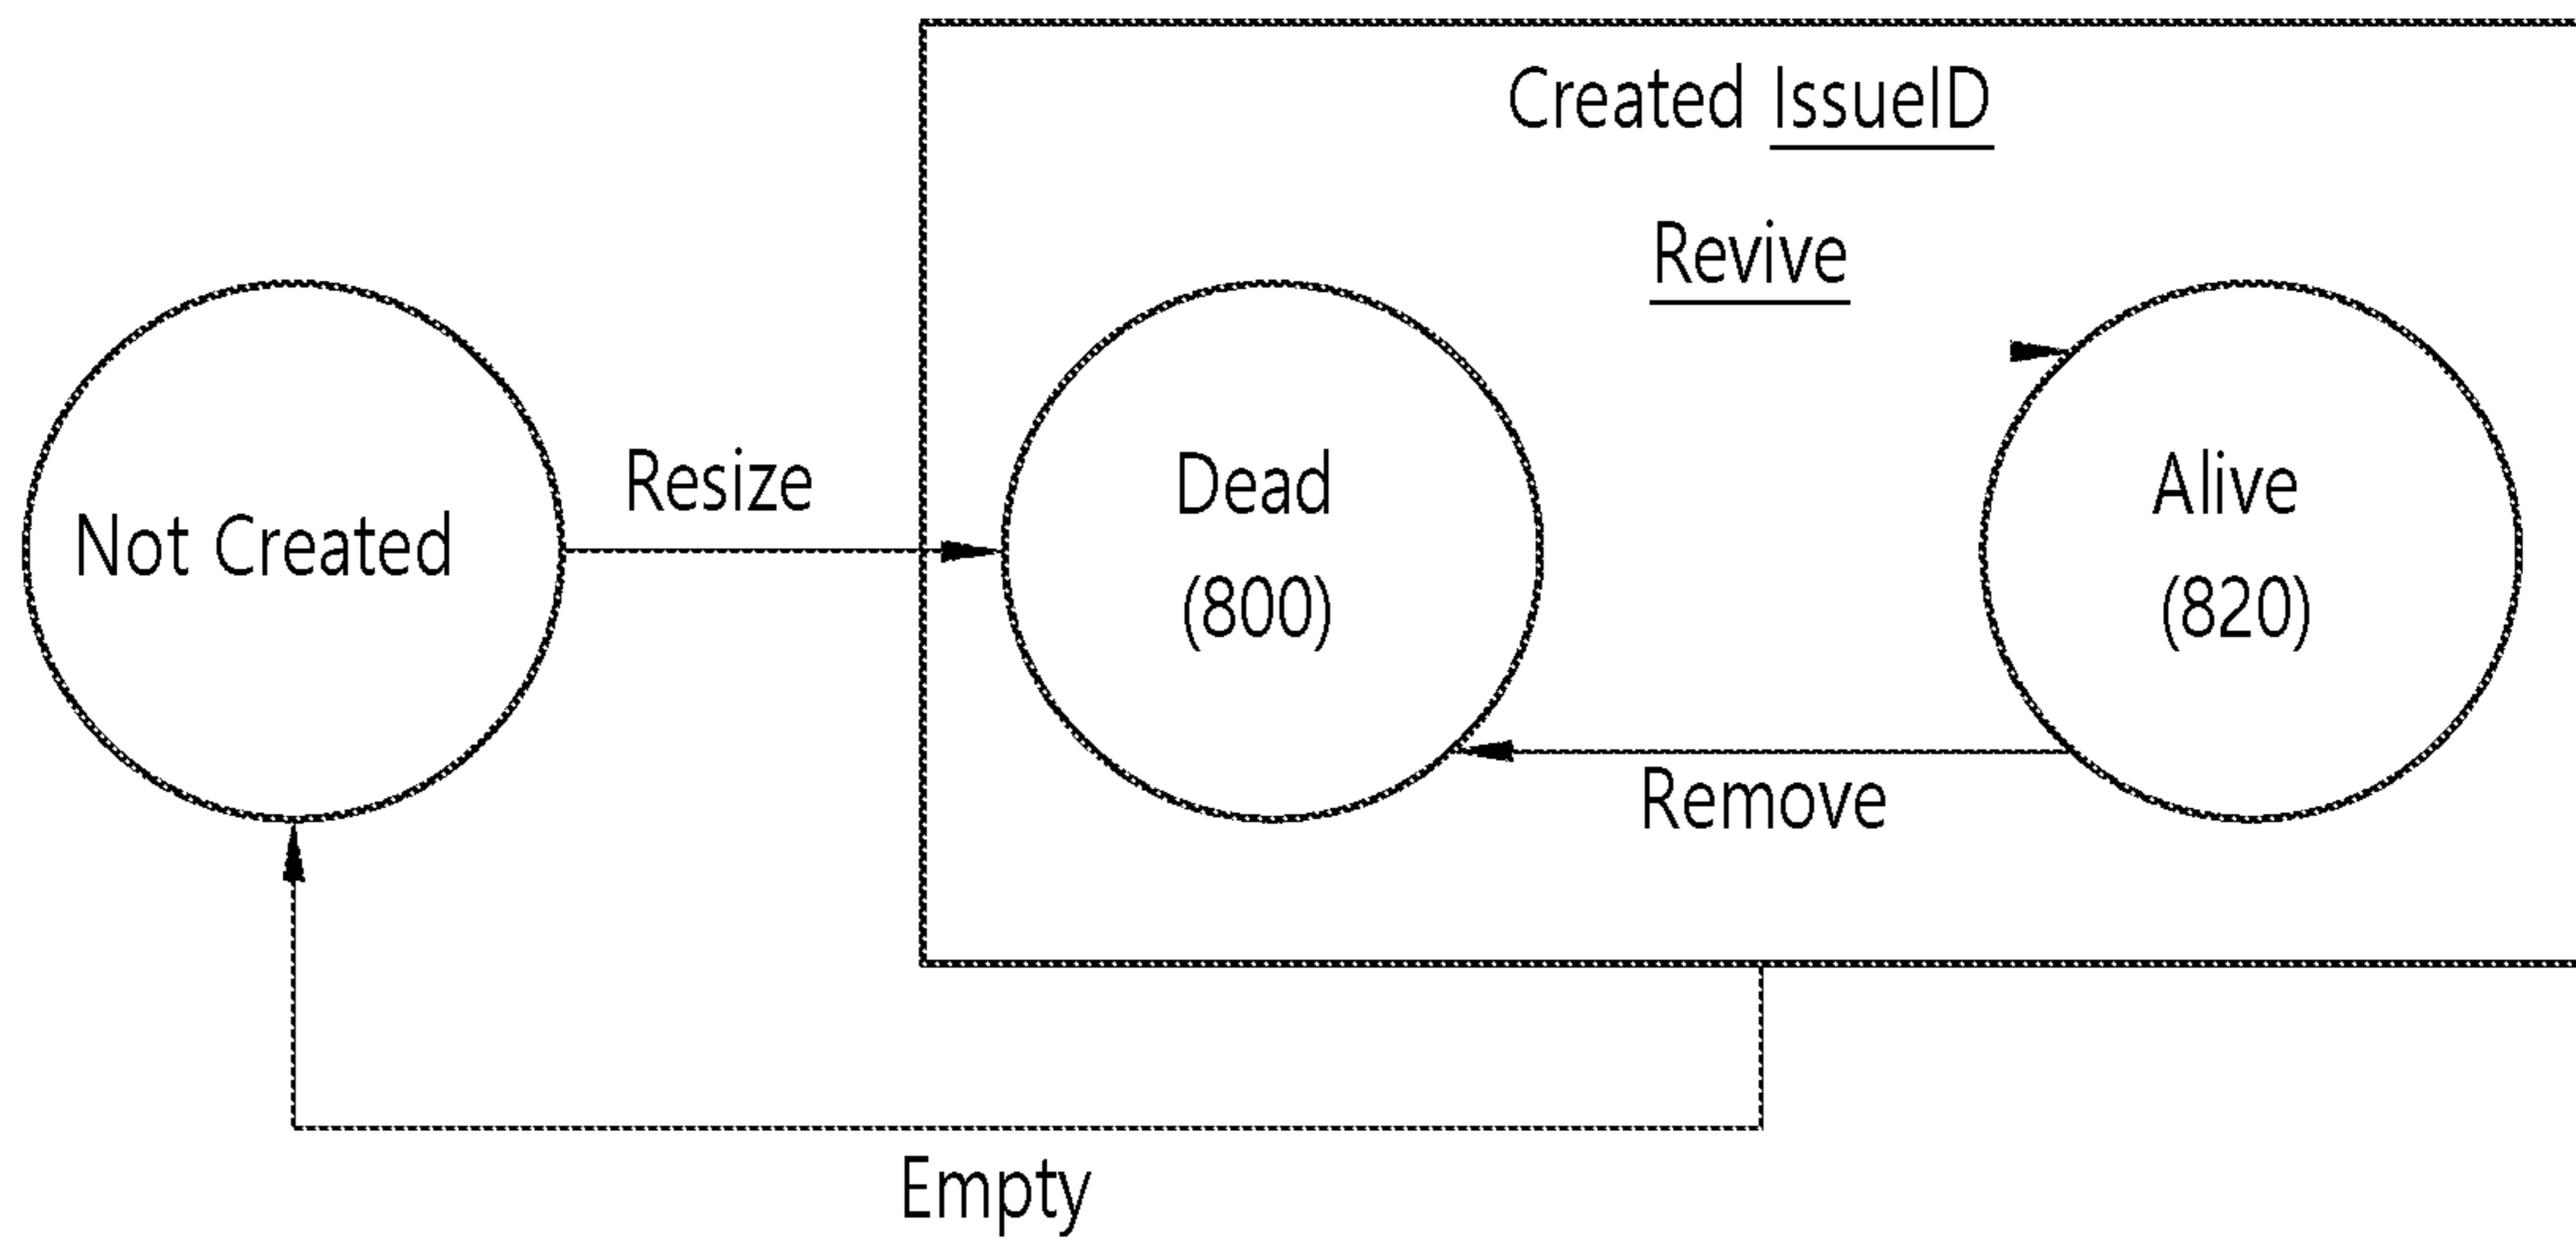 Created IssueID
Revive
Not Created
Resize
Dead
(800)
Alive
(820)
Remove
Empty